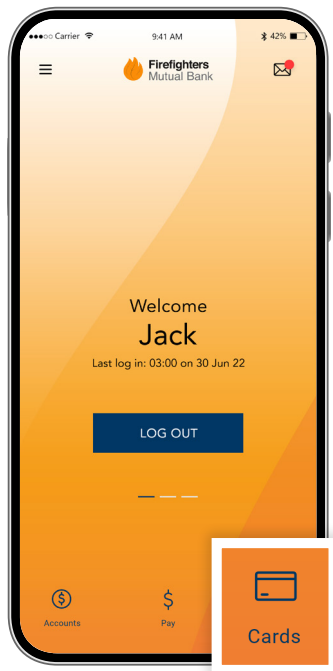 Carrier 9:41 AM 42%
Firefighters
Mutual Bank
Welcome
Jack
Last log in: 03:00 on 30 Jun 22
LOG OUT
Accounts Pay Cards